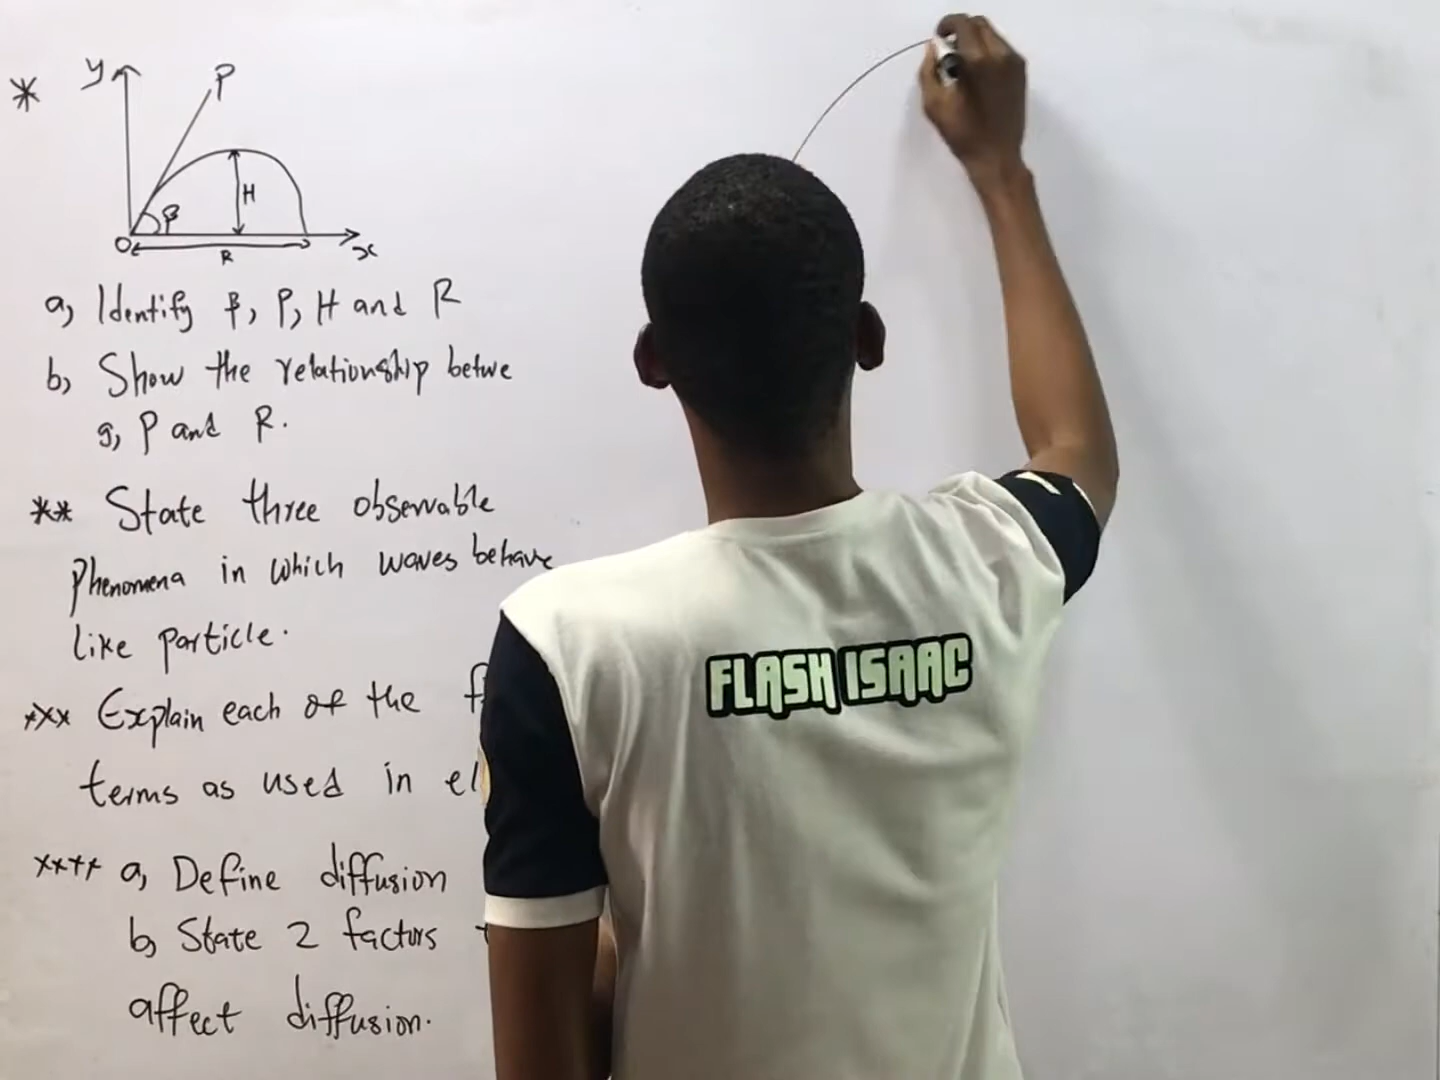 *
y
P
H
β
O
R
x
a, Identify β, P, H and R
b, Show the relationship betwe
g, P and R.
** State three observable
Phenomena in which waves behave
like particle.
*** Explain each of the
terms as used in el
**** a, Define diffusion
b, State 2 factors
affect diffusion.
FLASH ISAAC